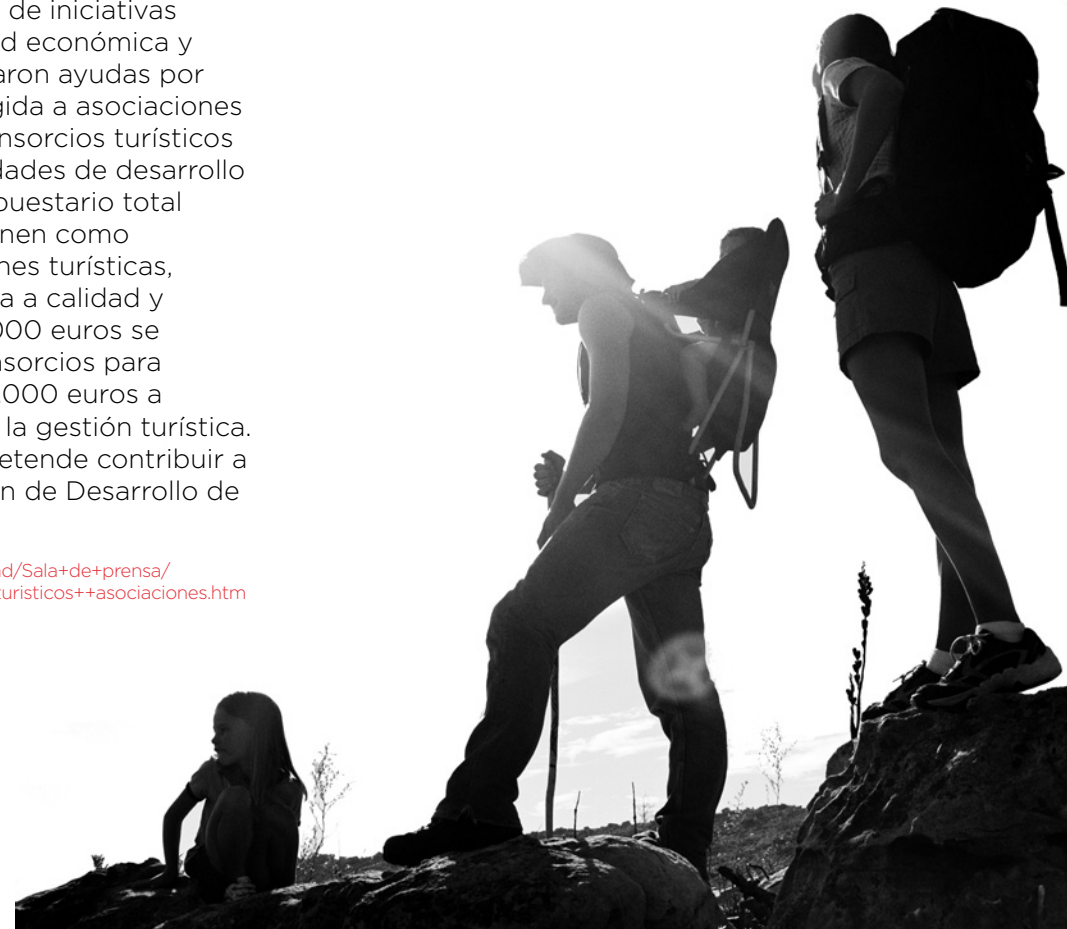 de iniciativas
d económica y
aron ayudas por
gida a asociaciones
nsorcios turísticos
dades de desarrollo
puestario total
nen como
nes turísticas,
a a calidad y
000 euros se
nsorcios para
000 euros a
la gestión turística.
etende contribuir a
n de Desarrollo de
ad/Sala+de+prensa/
turisticos++asociaciones.htm